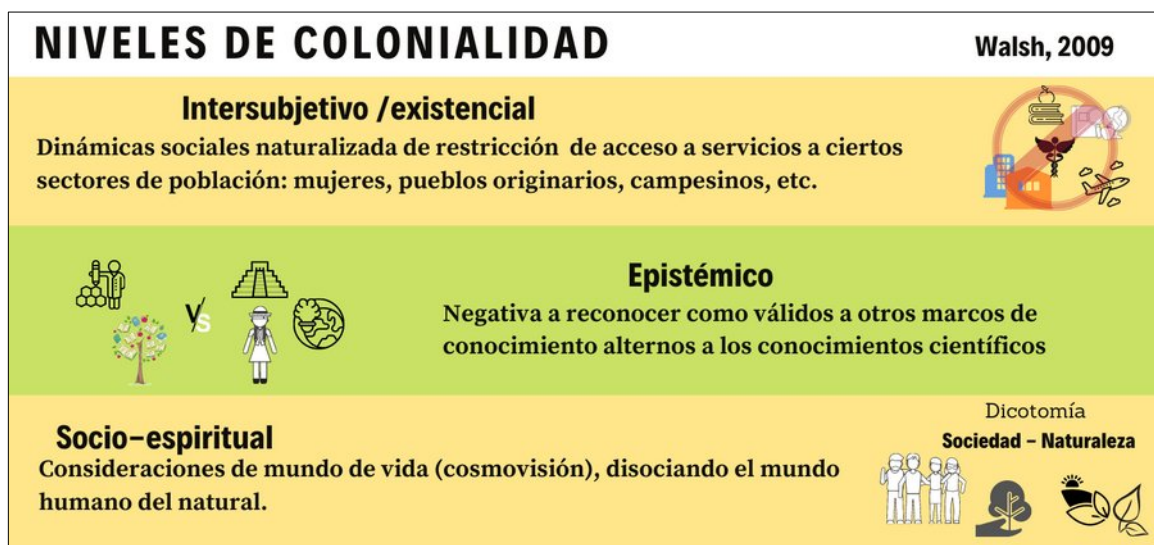 NIVELES DE COLONIALIDAD
Walsh, 2009
Intersubjetivo /existencial
Dinámicas sociales naturalizada de restricción de acceso a servicios a ciertos
sectores de población: mujeres, pueblos originarios, campesinos, etc.
VS
Epistémico
Negativa a reconocer como válidos a otros marcos de
conocimiento alternos a los conocimientos científicos
Socio-espiritual
Consideraciones de mundo de vida (cosmovisión), disociando el mundo
humano del natural.
Dicotomía
Sociedad - Naturaleza